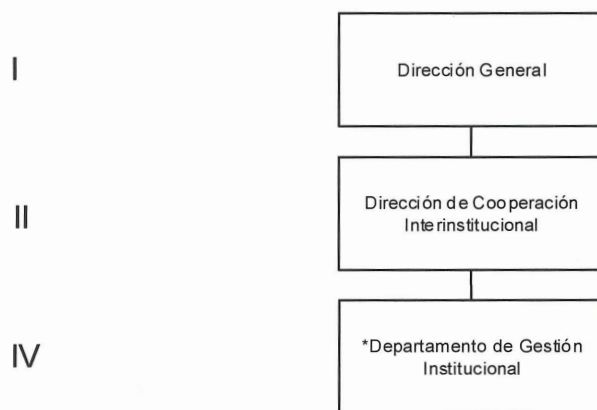 I
Dirección General
II
Dirección de Cooperación
Interinstitucional
IV
*Departamento de Gestión
Institucional